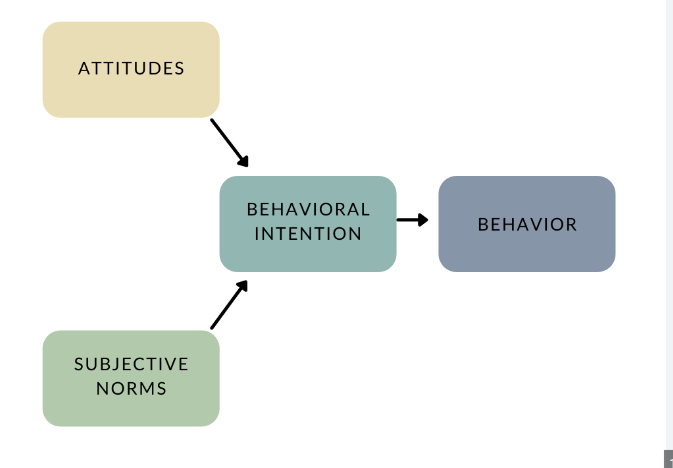 ATTITUDES
BEHAVIORAL
INTENTION
BEHAVIOR
SUBJECTIVE
NORMS